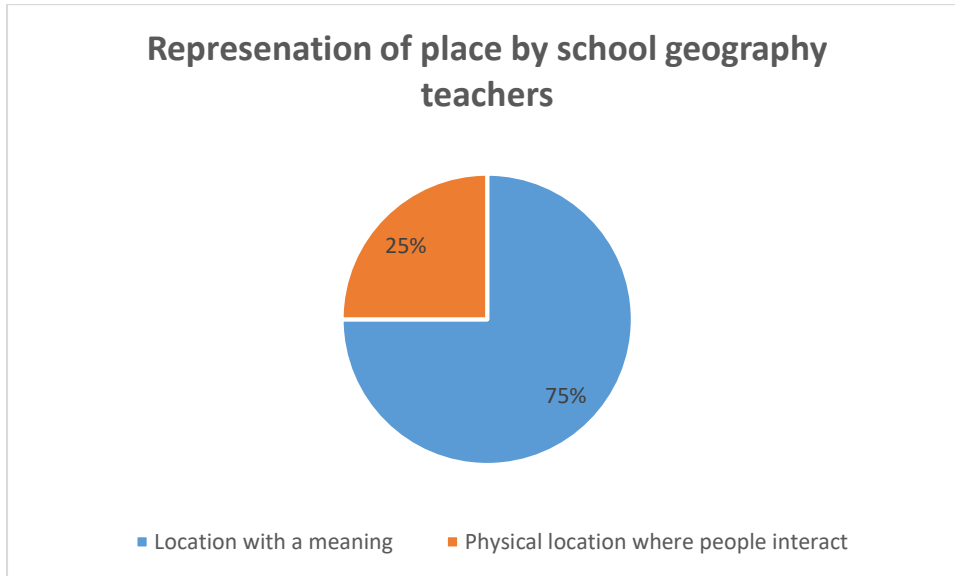 Represenation of place by school geography
teachers
25%
75%
Location with a meaning
Physical location where people interact